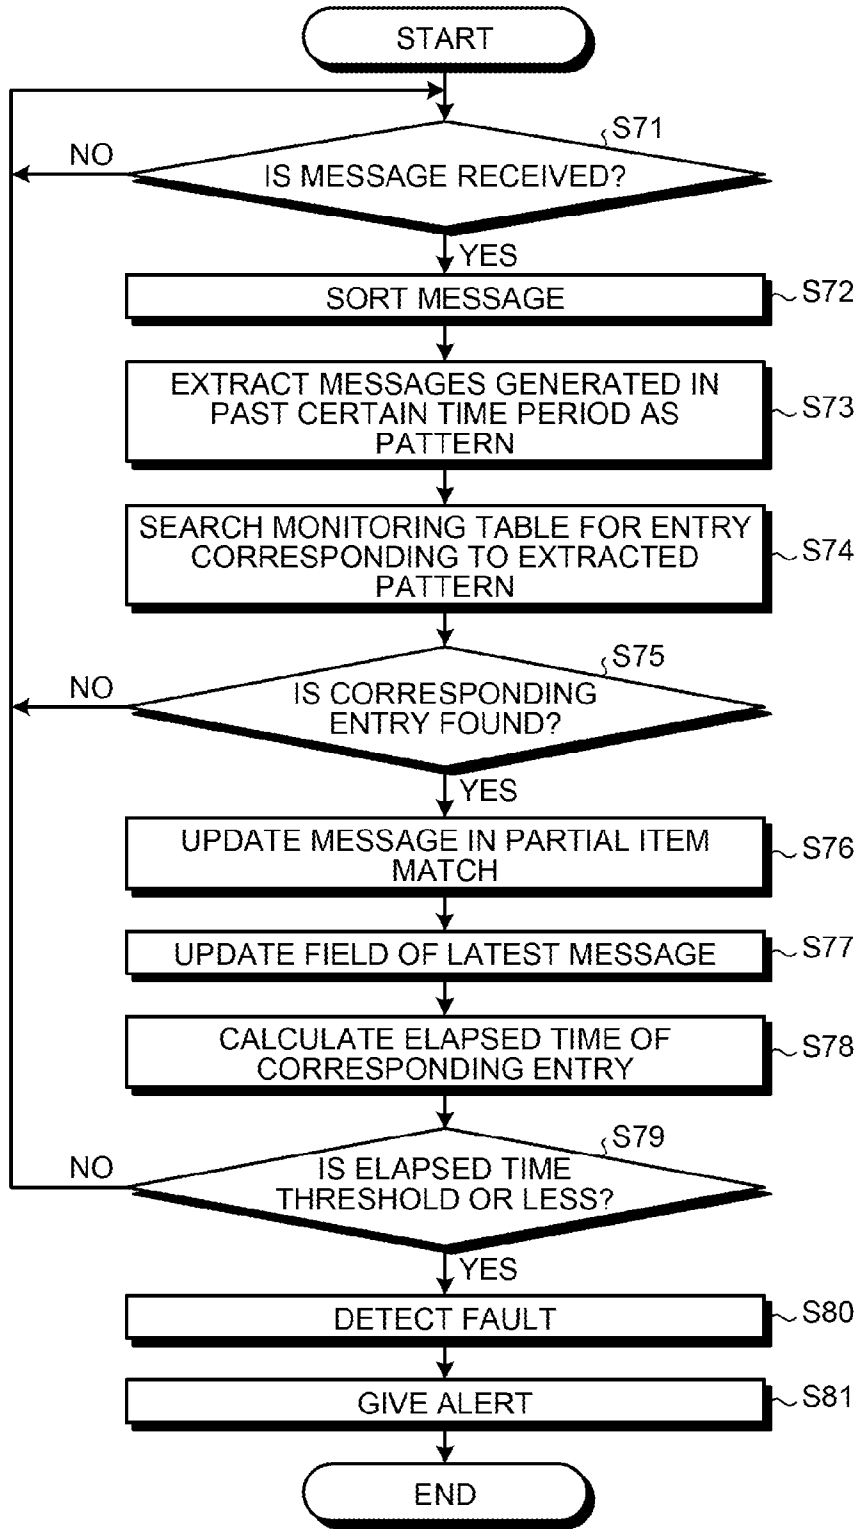 START
S71
NO
IS MESSAGE RECEIVED?
YES
SORT MESSAGE
S72
EXTRACT MESSAGES GENERATED IN
PAST CERTAIN TIME PERIOD AS
PATTERN
S73
SEARCH MONITORING TABLE FOR ENTRY
CORRESPONDING TO EXTRACTED
PATTERN
S74
S75
NO
IS CORRESPONDING
ENTRY FOUND?
YES
UPDATE MESSAGE IN PARTIAL ITEM
MATCH
S76
UPDATE FIELD OF LATEST MESSAGE
S77
CALCULATE ELAPSED TIME OF
CORRESPONDING ENTRY
S78
S79
NO
IS ELAPSED TIME
THRESHOLD OR LESS?
YES
DETECT FAULT
S80
GIVE ALERT
S81
END